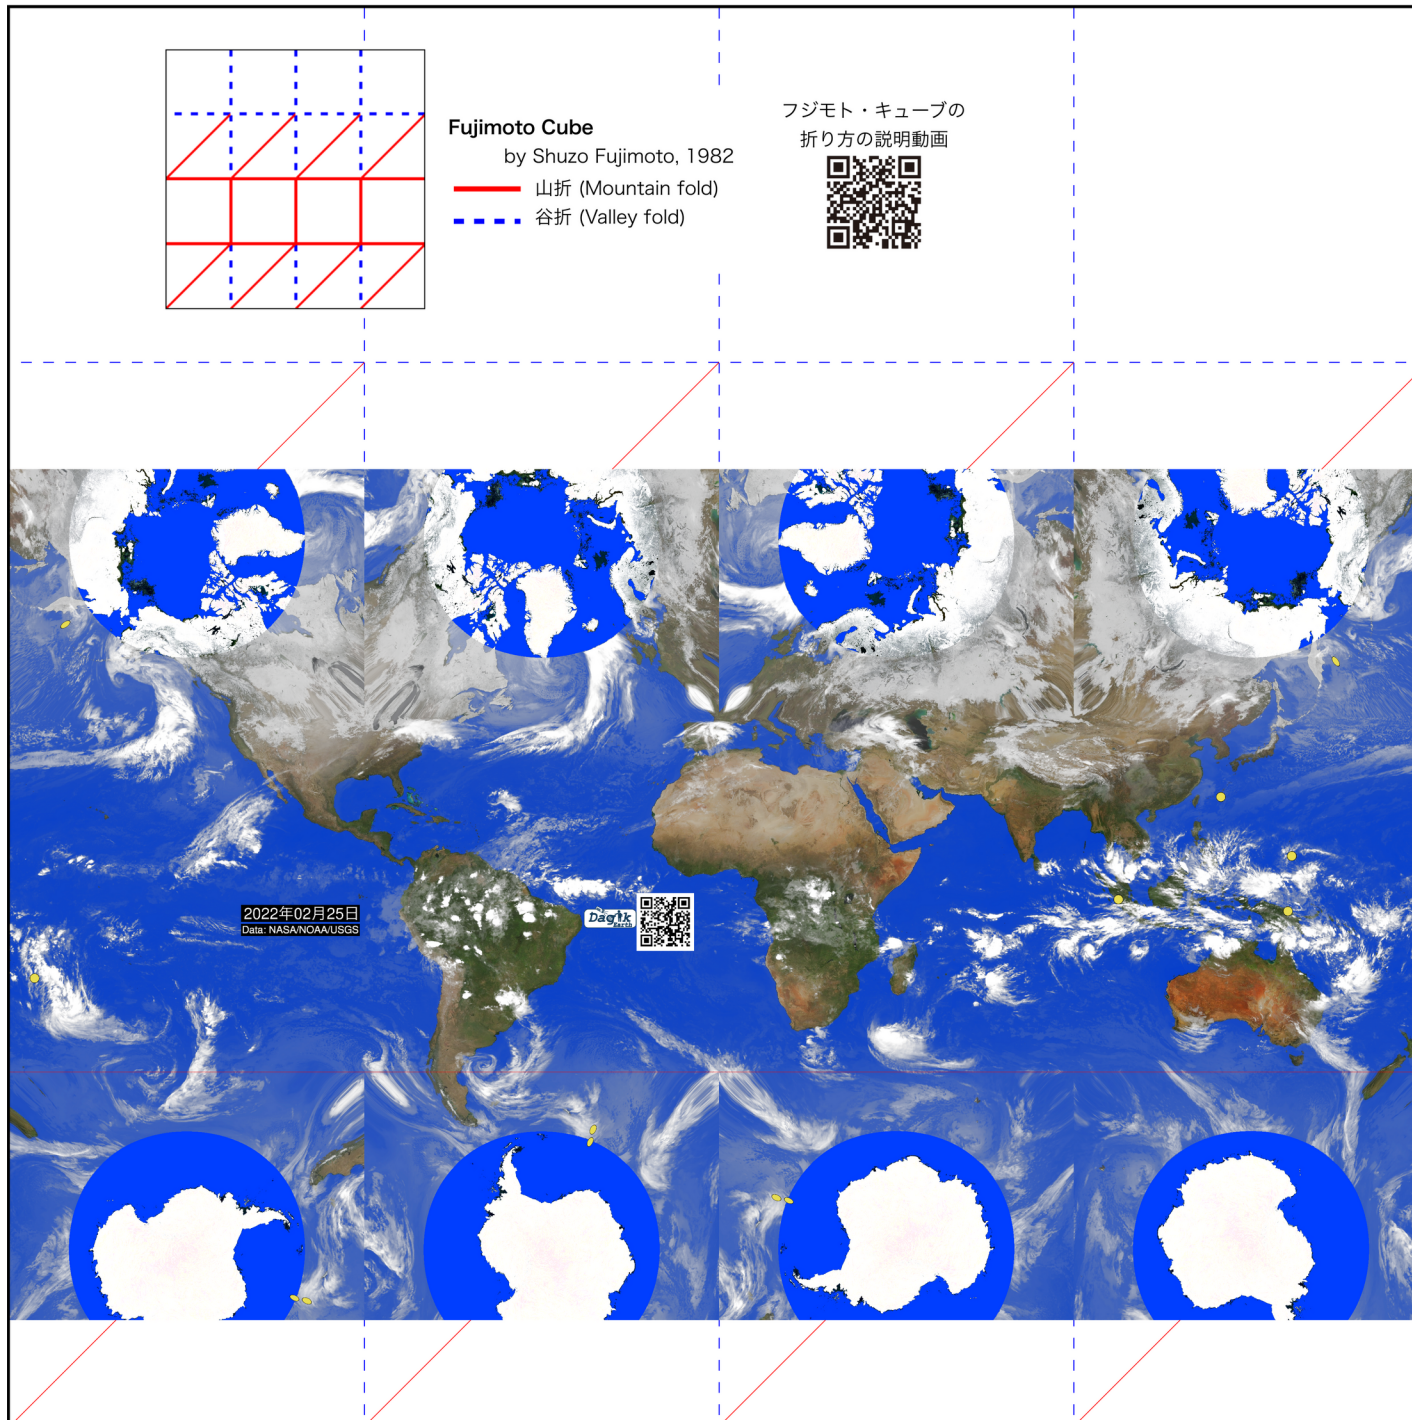 Fujimoto Cube
by Shuzo Fujimoto, 1982
山折 (Mountain fold)
谷折 (Valley fold)
フジモト・キューブの
折り方の説明動画
2022年02月25日
Data: NASA/NOAA/USGS
Dagik
Earth